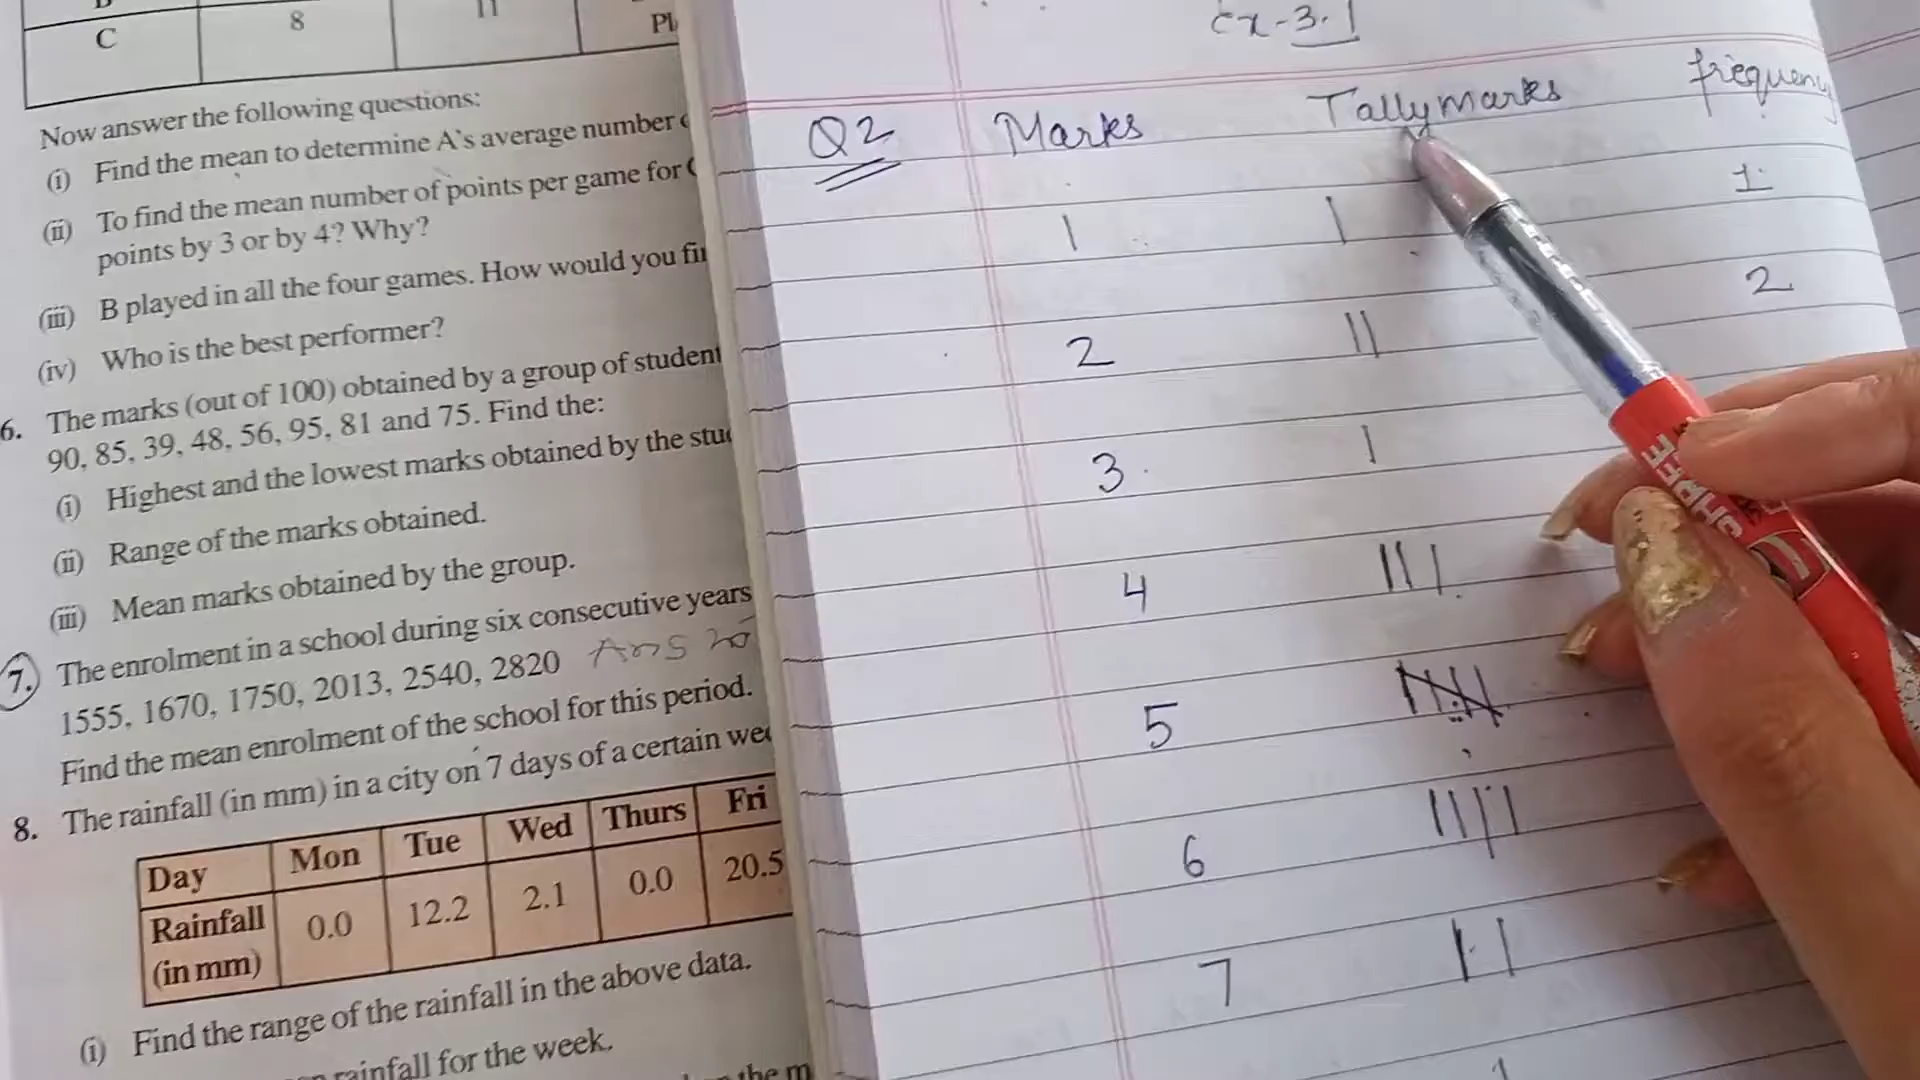 C 8 11
Now answer the following questions:
(i) Find the mean to determine A's average number
(ii) To find the mean number of points per game for
points by 3 or by 4? Why?
(iii) B played in all the four games. How would you
(iv) Who is the best performer?
6. The marks (out of 100) obtained by a group of student
90, 85, 39, 48, 56, 95, 81 and 75. Find the:
(i) Highest and the lowest marks obtained by the
(ii) Range of the marks obtained.
(iii) Mean marks obtained by the group.
7. The enrolment in a school during six consecutive years
1555, 1670, 1750, 2013, 2540, 2820 Ans
Find the mean enrolment of the school for this period.
8. The rainfall (in mm) in a city on 7 days of a certain
Day Mon Tue Wed Thurs Fri
Rainfall (in mm) 0.0 12.2 2.1 0.0 20.5
(i) Find the range of the rainfall in the above data.
rainfall for the week.
the
Ex-3.1
Q2 Marks Tally marks frequency
1 | 1
2 || 2
3 |
4 |||
5
6 ||||
7 ||
SHREE